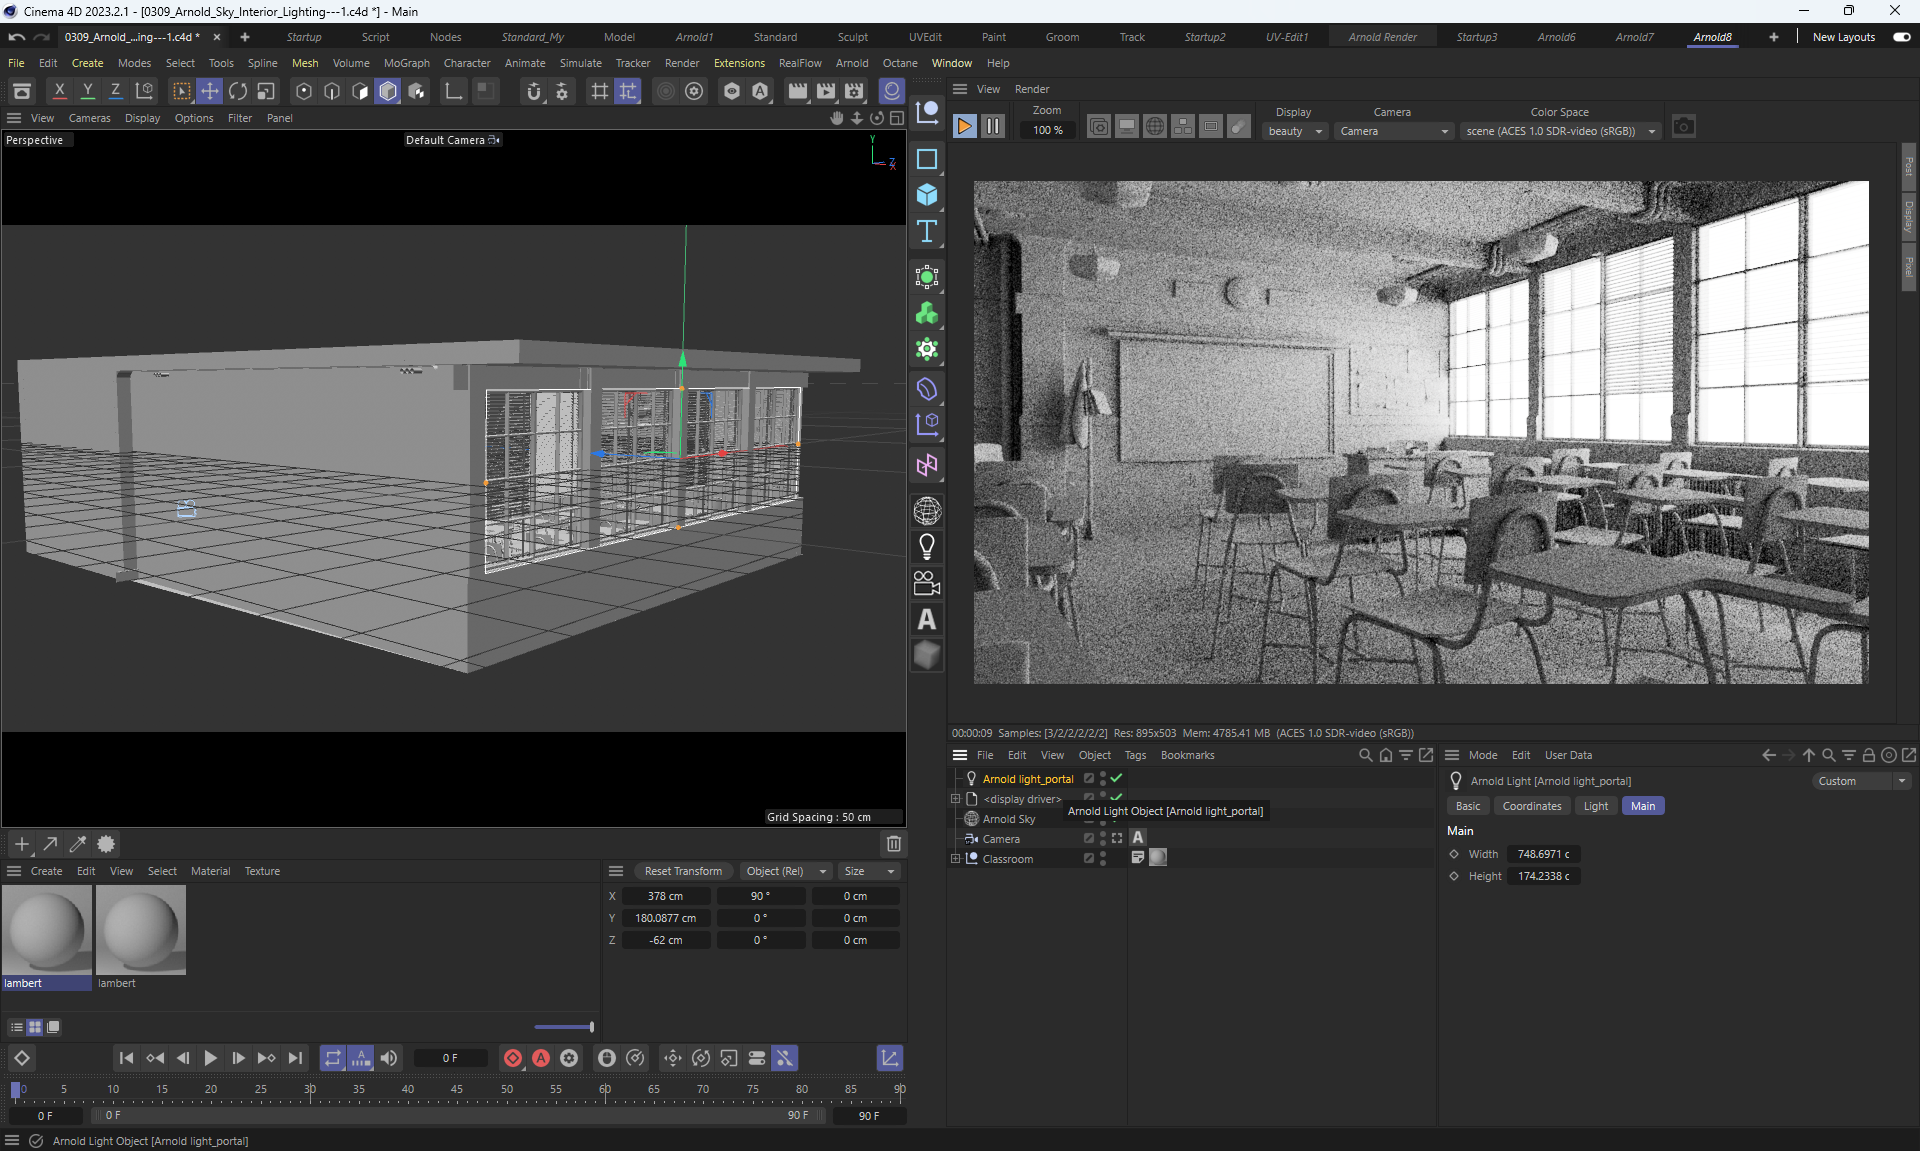 Cinema 4D 2023.2.1 - [0309_Arnold_Sky_Interior_Lighting---1.c4d *] - Main
0309_Arnold_...ing---1.c4d *
Startup Script Nodes Standard_My Model Arnold1 Standard Sculpt UVEdit Paint Groom Track Startup2 UV-Edit1 Arnold Render Startup3 Arnold6 Arnold7 Arnold8 New Layouts
File Edit Create Modes Select Tools Spline Mesh Volume MoGraph Character Animate Simulate Tracker Render Extensions RealFlow Arnold Octane Window Help
X Y Z
View Cameras Display Options Filter Panel
Perspective
Default Camera
Y
Z
X
Grid Spacing : 50 cm
View Render
Zoom
100 %
Display
beauty
Camera
Camera
Color Space
scene (ACES 1.0 SDR-video (sRGB))
Post
Display
Pixel
00:00:09 Samples: [3/2/2/2/2/2] Res: 895x503 Mem: 4785.41 MB (ACES 1.0 SDR-video (sRGB))
File Edit View Object Tags Bookmarks
Arnold light_portal
<display driver>
Arnold Light Object [Arnold light_portal]
Arnold Sky
Camera
A
Classroom
Mode Edit User Data
Arnold Light [Arnold light_portal]
Custom
Basic Coordinates Light Main
Main
Width 748.6971 c
Height 174.2338 c
Create Edit View Select Material Texture
lambert
lambert
Reset Transform Object (Rel) Size
X 378 cm 90 ° 0 cm
Y 180.0877 cm 0 ° 0 cm
Z -62 cm 0 ° 0 cm
0 F
0 5 10 15 20 25 30 35 40 45 50 55 60 65 70 75 80 85 90
0 F 0 F 90 F 90 F
Arnold Light Object [Arnold light_portal]